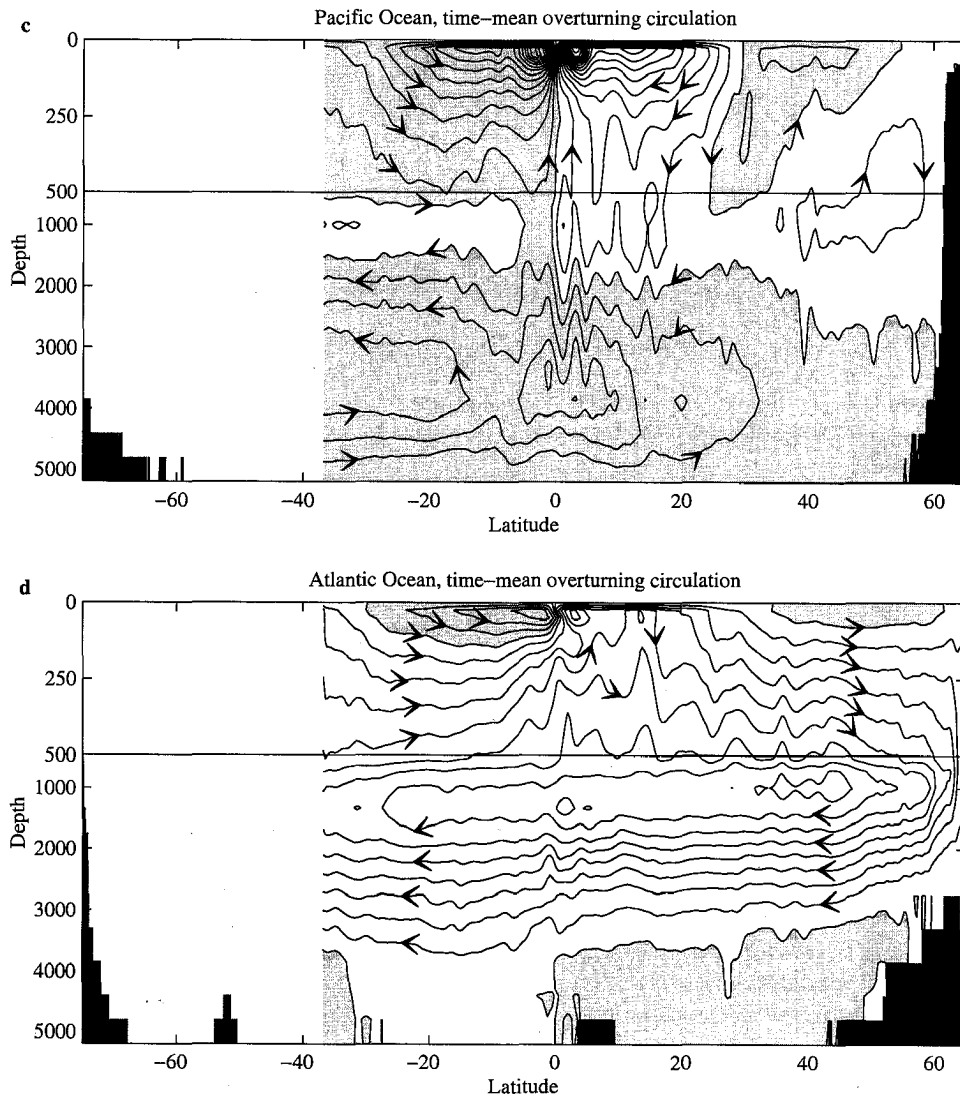 c
Pacific Ocean, time-mean overturning circulation
0
250
500
1000
2000
3000
4000
5000
Depth
-60 -40 -20 0 20 40 60
Latitude
d
Atlantic Ocean, time-mean overturning circulation
0
250
500
1000
2000
3000
4000
5000
Depth
-60 -40 -20 0 20 40 60
Latitude